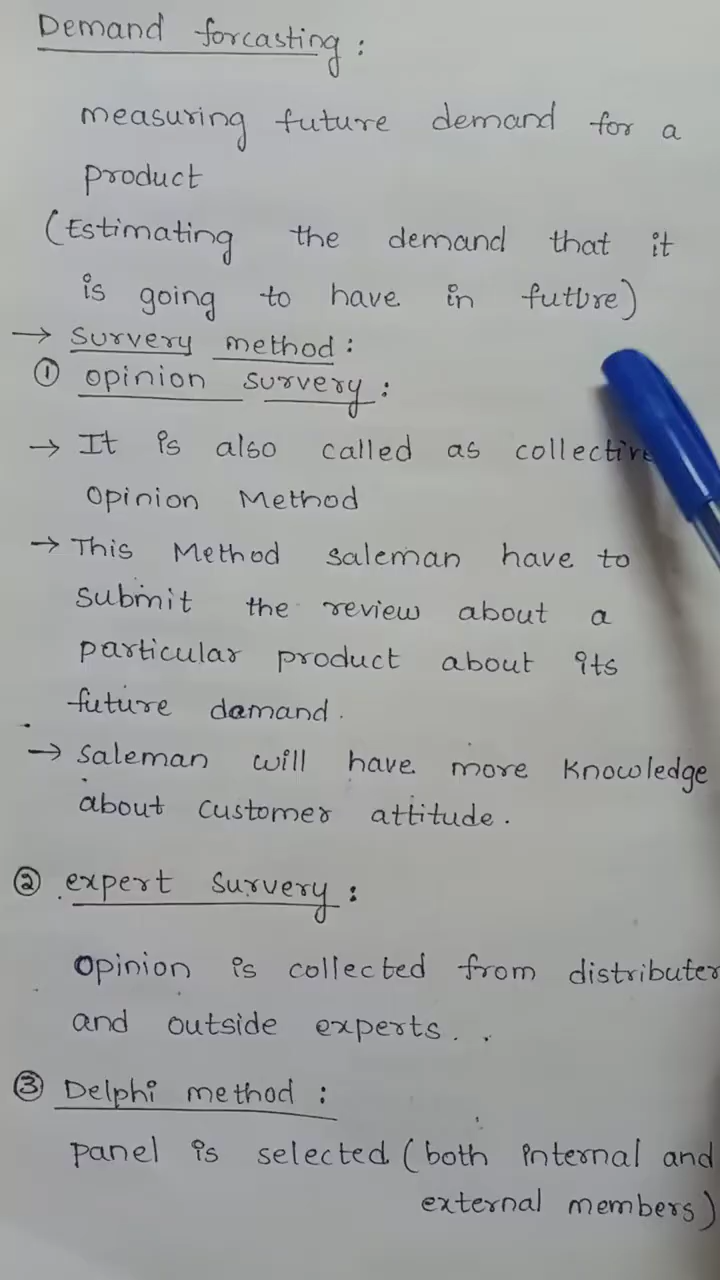 Demand forcasting :
measuring future demand for a
product
(Estimating the demand that it
is going to have in future)
→ survery method :
① opinion survery :
→ It is also called as collective
opinion Method
→ This Method saleman have to
submit the review about a
particular product about its
future demand.
→ saleman will have more knowledge
about customer attitude.
② expert survery :
opinion is collected from distributer
and outside experts.
③ Delphi method :
panel is selected (both internal and
external members)